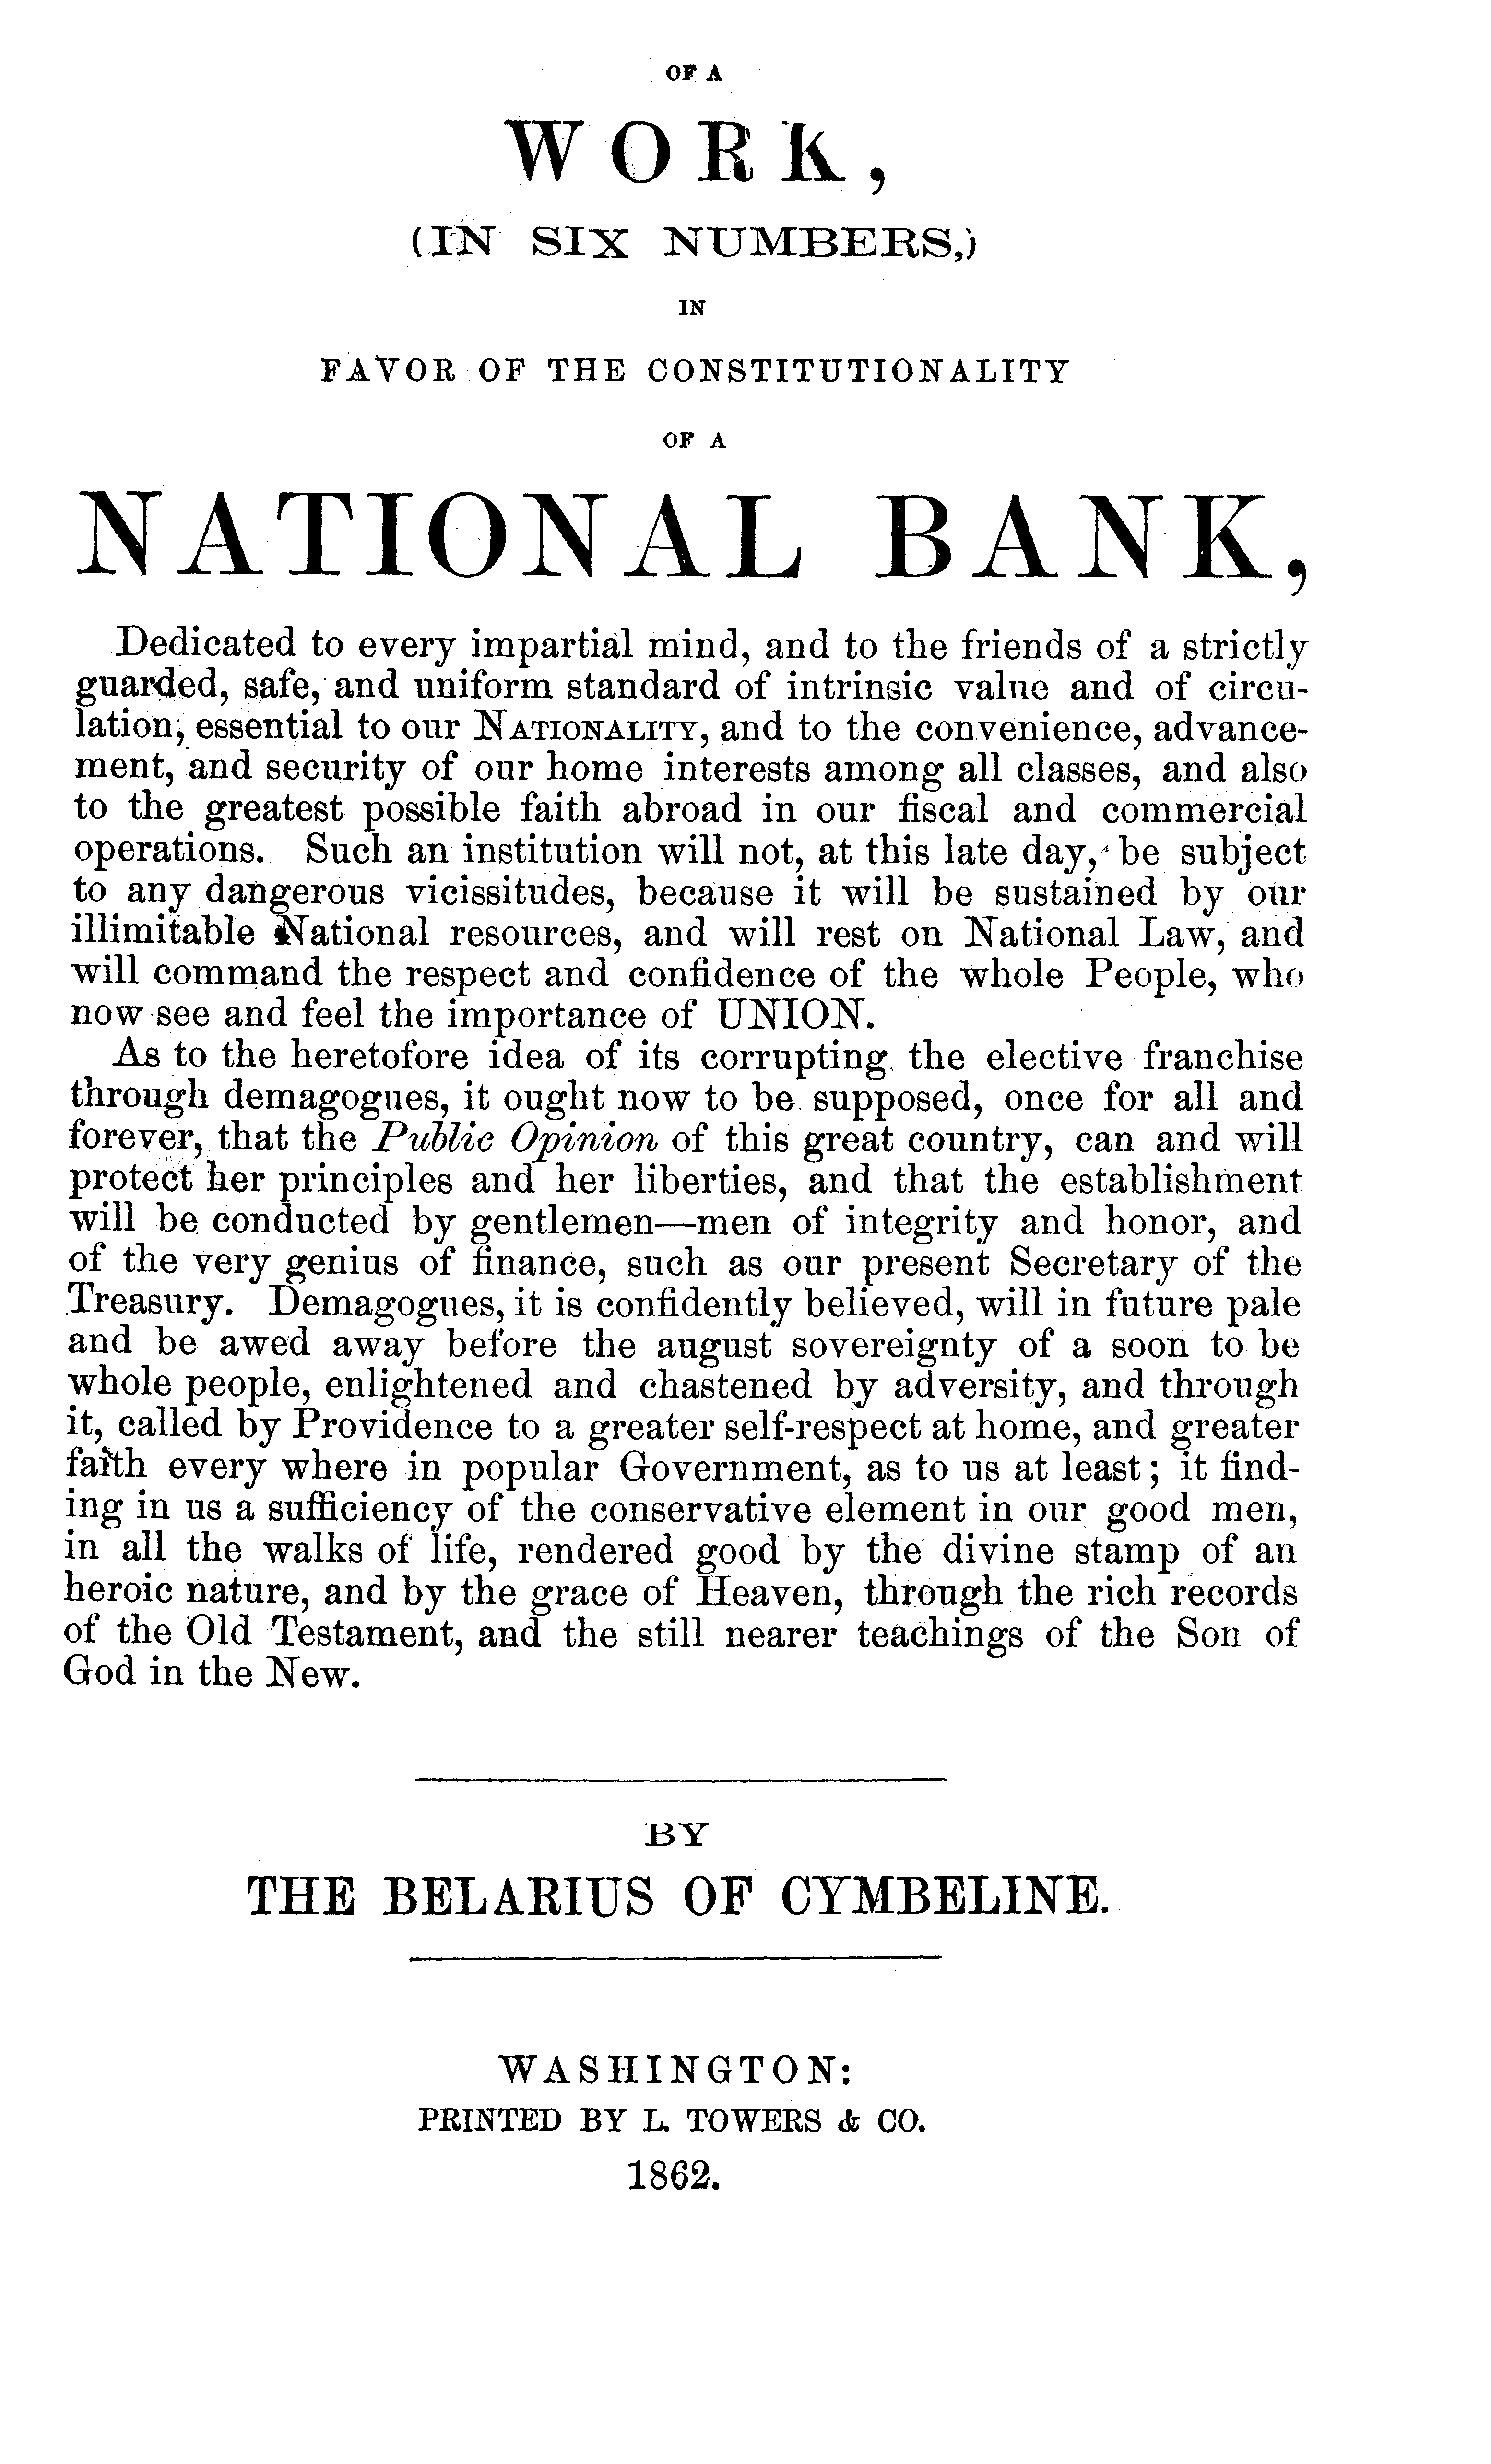 OF A
WORK,
(IN SIX NUMBERS,)
IN
FAVOR OF THE CONSTITUTIONALITY
OF A
NATIONAL BANK,
Dedicated to every impartial mind, and to the friends of a strictly
guarded, safe, and uniform standard of intrinsic value and of circu-
lation, essential to our NATIONALITY, and to the convenience, advance-
ment, and security of our home interests among all classes, and also
to the greatest possible faith abroad in our fiscal and commercial
operations. Such an institution will not, at this late day, be subject
to any dangerous vicissitudes, because it will be sustained by our
illimitable National resources, and will rest on National Law, and
will command the respect and confidence of the whole People, who
now see and feel the importance of UNION.
As to the heretofore idea of its corrupting the elective franchise
through demagogues, it ought now to be supposed, once for all and
forever, that the Public Opinion of this great country, can and will
protect her principles and her liberties, and that the establishment
will be conducted by gentlemen—men of integrity and honor, and
of the very genius of finance, such as our present Secretary of the
Treasury. Demagogues, it is confidently believed, will in future pale
and be awed away before the august sovereignty of a soon to be
whole people, enlightened and chastened by adversity, and through
it, called by Providence to a greater self-respect at home, and greater
faith every where in popular Government, as to us at least; it find-
ing in us a sufficiency of the conservative element in our good men,
in all the walks of life, rendered good by the divine stamp of an
heroic nature, and by the grace of Heaven, through the rich records
of the Old Testament, and the still nearer teachings of the Son of
God in the New.
BY
THE BELARIUS OF CYMBELINE.
WASHINGTON:
PRINTED BY L. TOWERS & CO.
1862.